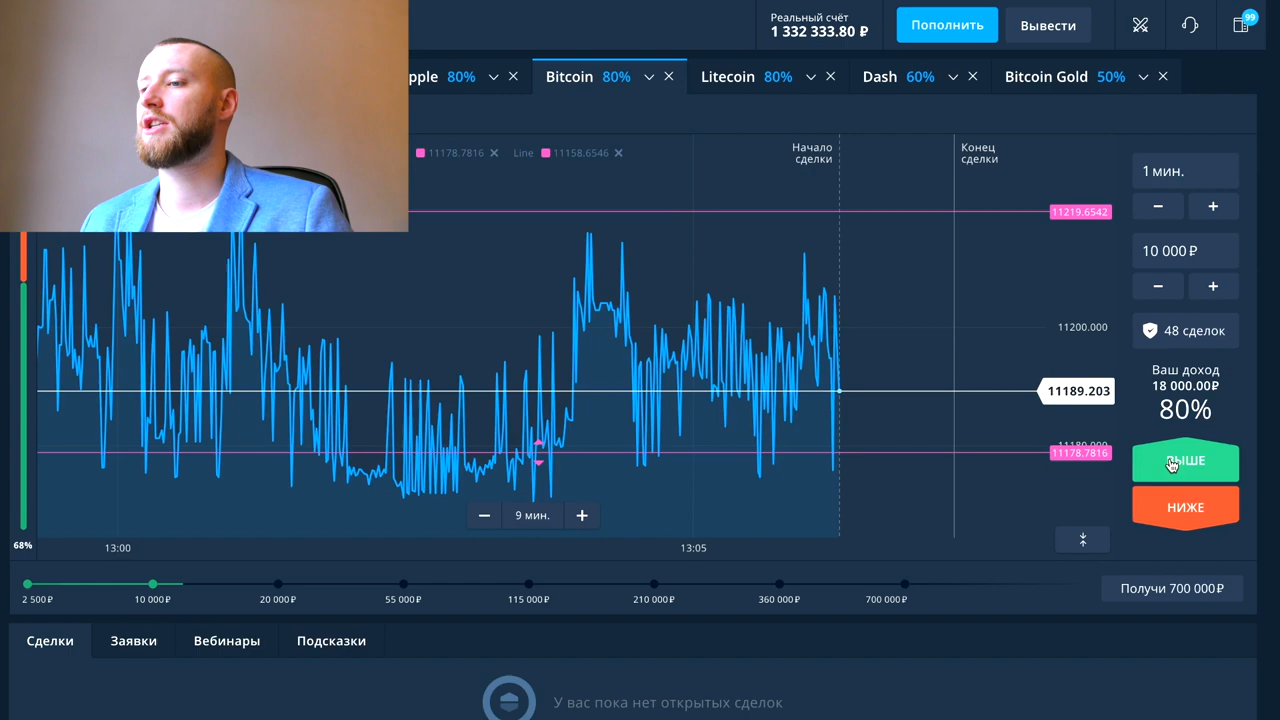 Реальный счёт
1 332 333.80 ₽
Пополнить
Вывести
99
pple 80%
Bitcoin 80%
Litecoin 80%
Dash 60%
Bitcoin Gold 50%
11178.7816
Line
11158.6546
Начало
сделки
Конец
сделки
1 мин.
11219.6542
10 000 ₽
11200.000
48 сделок
Ваш доход
18 000.00₽
80%
11189.203
11180.000
11178.7816
ВЫШЕ
НИЖЕ
9 мин.
68%
13:00
13:05
2 500 ₽
10 000 ₽
20 000 ₽
55 000 ₽
115 000 ₽
210 000 ₽
360 000 ₽
700 000 ₽
Получи 700 000 ₽
Сделки
Заявки
Вебинары
Подсказки
У вас пока нет открытых сделок